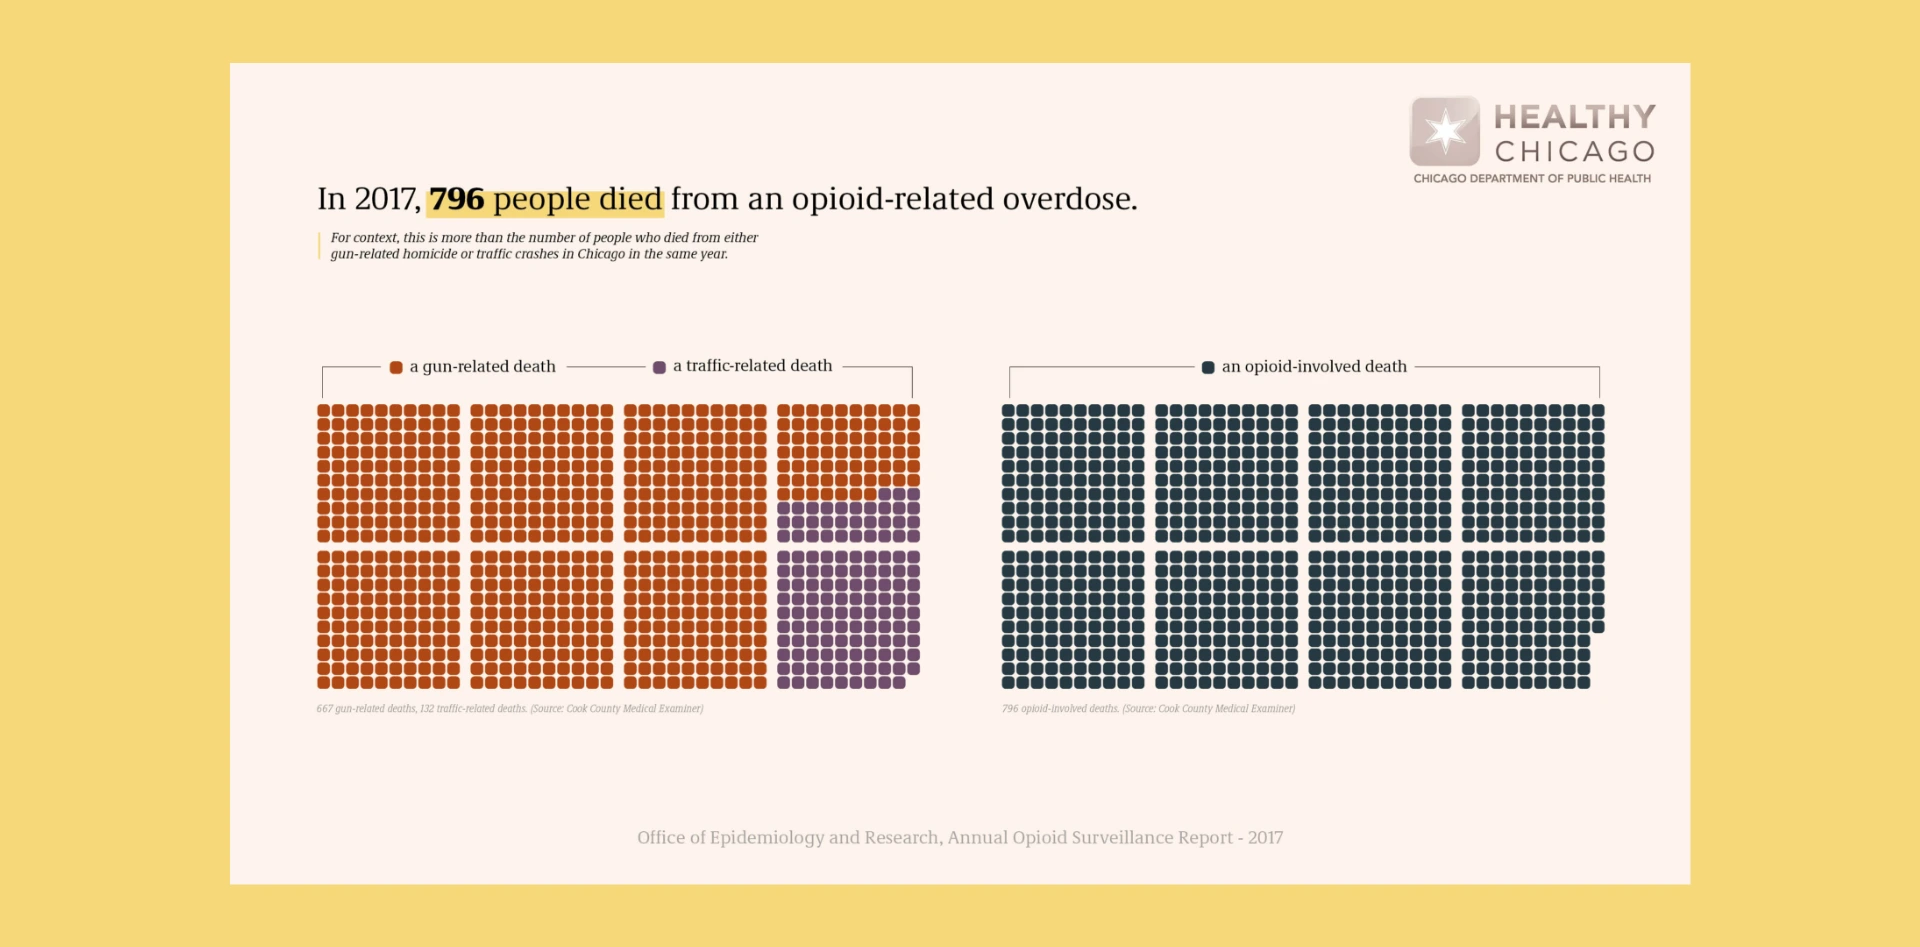 HEALTHY
CHICAGO
CHICAGO DEPARTMENT OF PUBLIC HEALTH
In 2017, 796 people died from an opioid-related overdose.
For context, this is more than the number of people who died from either
gun-related homicide or traffic crashes in Chicago in the same year.
a gun-related death
a traffic-related death
an opioid-involved death
667 gun-related deaths, 132 traffic-related deaths. (Source: Cook County Medical Examiner)
796 opioid-involved deaths. (Source: Cook County Medical Examiner)
Office of Epidemiology and Research, Annual Opioid Surveillance Report - 2017